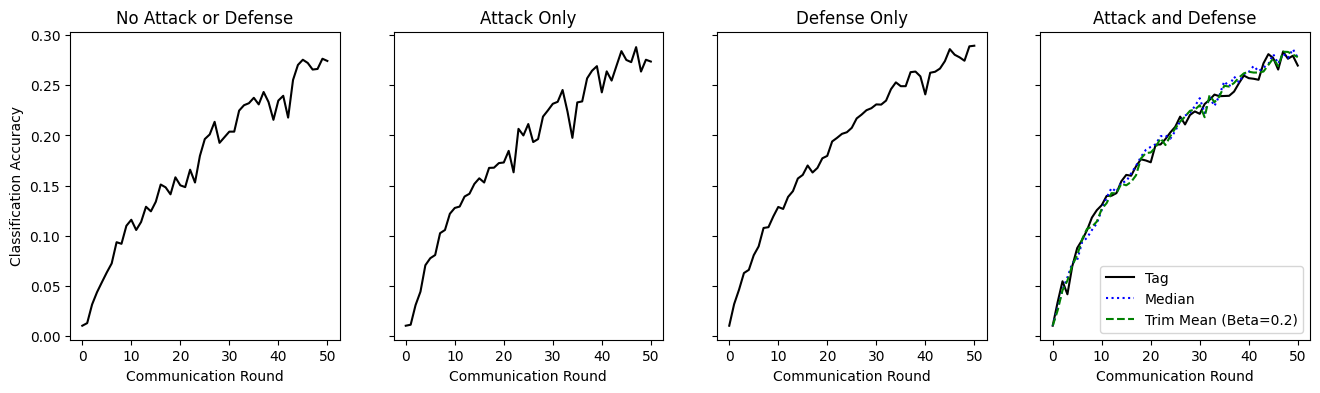 No Attack or Defense
Attack Only
Defense Only
Attack and Defense
Classification Accuracy
0.30
0.25
0.20
0.15
0.10
0.05
0.00
0 10 20 30 40 50
0 10 20 30 40 50
0 10 20 30 40 50
0 10 20 30 40 50
Communication Round
Communication Round
Communication Round
Communication Round
Tag
Median
Trim Mean (Beta=0.2)